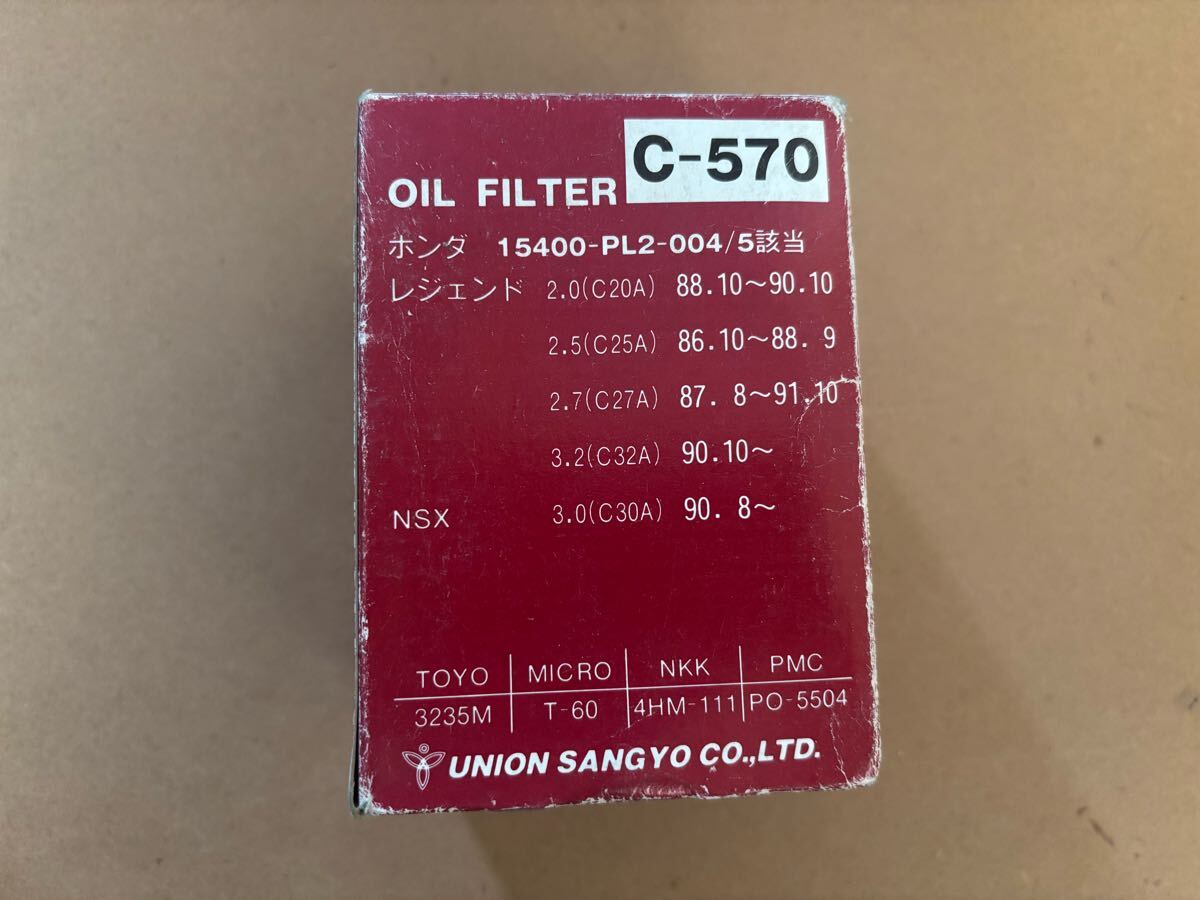 C-570
OIL FILTER
ホンダ 15400-PL2-004/5該当
レジェンド 2.0(C20A) 88.10～90.10
2.5(C25A) 86.10～88. 9
2.7(C27A) 87. 8～91.10
3.2(C32A) 90.10～
NSX 3.0(C30A) 90. 8～
TOYO MICRO NKK PMC
3235M T-60 4HM-111 PO-5504
UNION SANGYO CO.,LTD.